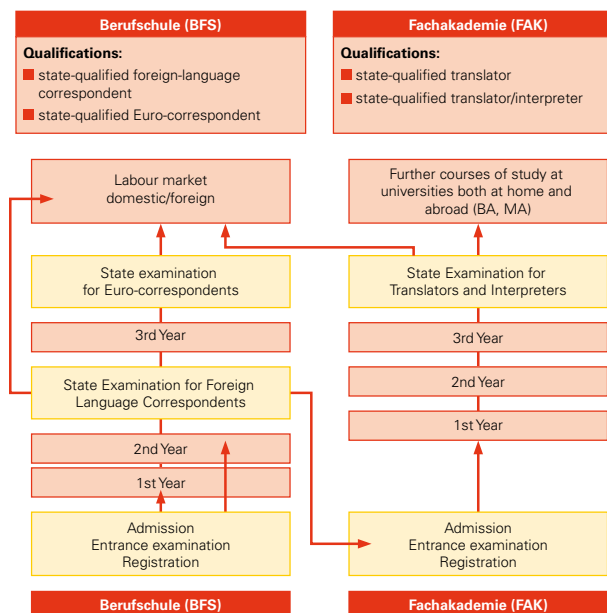 Berufschule (BFS)
Qualifications:
state-qualified foreign-language
correspondent
state-qualified Euro-correspondent
Fachakademie (FAK)
Qualifications:
state-qualified translator
state-qualified translator/interpreter
Labour market
domestic/foreign
Further courses of study at
universities both at home and
abroad (BA, MA)
State examination
for Euro-correspondents
State Examination for
Translators and Interpreters
3rd Year
3rd Year
State Examination for Foreign
Language Correspondents
2nd Year
1st Year
2nd Year
1st Year
Admission
Entrance examination
Registration
Admission
Entrance examination
Registration
Berufschule (BFS)
Fachakademie (FAK)